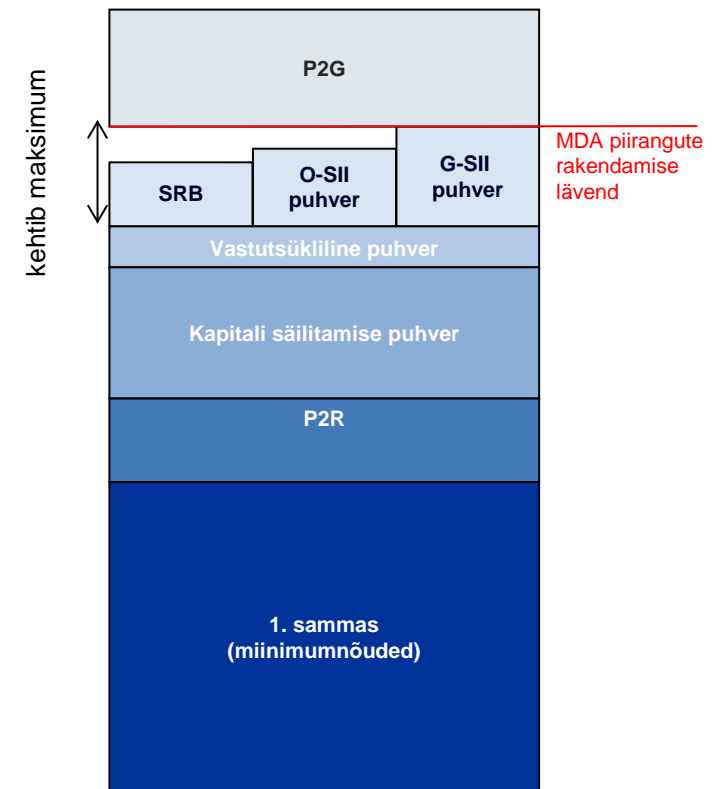 P2G
kehtib maksimum
MDA piirangute
rakendamise
lävend
SRB
O-SII
puhver
G-SII
puhver
Vastutsükliline puhver
Kapitali säilitamise puhver
P2R
1. sammas
(miinimumnõuded)